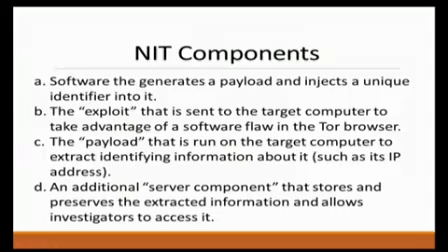 NIT Components
a. Software the generates a payload and injects a unique
identifier into it.
b. The “exploit” that is sent to the target computer to
take advantage of a software flaw in the Tor browser.
c. The “payload” that is run on the target computer to
extract identifying information about it (such as its IP
address).
d. An additional “server component” that stores and
preserves the extracted information and allows
investigators to access it.